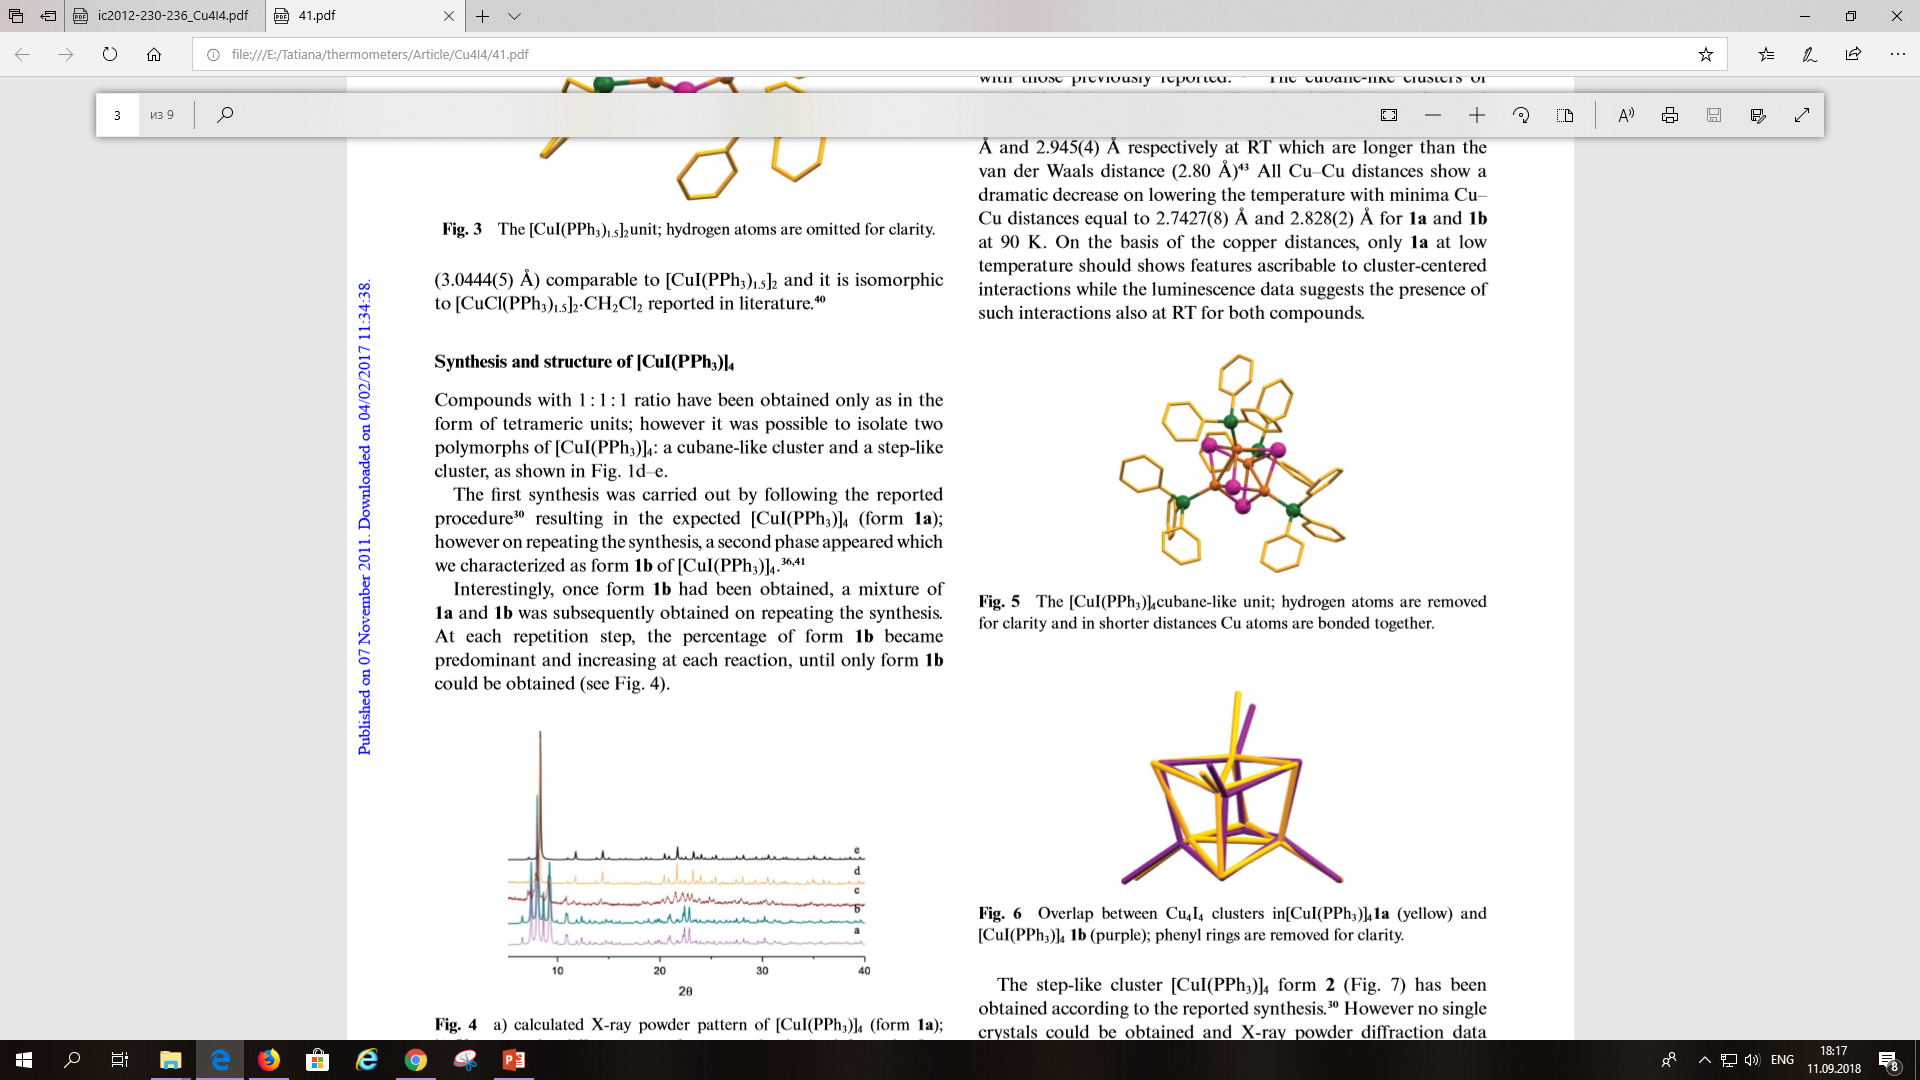 ic2012-230-236_Cu4I4.pdf
41.pdf
file:///E:/Tatiana/thermometers/Article/Cu4I4/41.pdf
3 из 9
Fig. 3 The [CuI(PPh₃)₁.₅]₂unit; hydrogen atoms are omitted for clarity.
(3.0444(5) Å) comparable to [CuI(PPh₃)₁.₅]₂ and it is isomorphic
to [CuCl(PPh₃)₁.₅]₂·CH₂Cl₂ reported in literature.⁴⁰
Synthesis and structure of [CuI(PPh₃)]₄
Compounds with 1 : 1 : 1 ratio have been obtained only as in the
form of tetrameric units; however it was possible to isolate two
polymorphs of [CuI(PPh₃)]₄: a cubane-like cluster and a step-like
cluster, as shown in Fig. 1d–e.
The first synthesis was carried out by following the reported
procedure³⁰ resulting in the expected [CuI(PPh₃)]₄ (form 1a);
however on repeating the synthesis, a second phase appeared which
we characterized as form 1b of [CuI(PPh₃)]₄.³⁶,⁴¹
Interestingly, once form 1b had been obtained, a mixture of
1a and 1b was subsequently obtained on repeating the synthesis.
At each repetition step, the percentage of form 1b became
predominant and increasing at each reaction, until only form 1b
could be obtained (see Fig. 4).
e
d
c
b
a
10 20 30 40
2θ
Fig. 4 a) calculated X-ray powder pattern of [CuI(PPh₃)]₄ (form 1a);
with those previously reported. The cubane-like clusters of
Å and 2.945(4) Å respectively at RT which are longer than the
van der Waals distance (2.80 Å)⁴³ All Cu–Cu distances show a
dramatic decrease on lowering the temperature with minima Cu–
Cu distances equal to 2.7427(8) Å and 2.828(2) Å for 1a and 1b
at 90 K. On the basis of the copper distances, only 1a at low
temperature should shows features ascribable to cluster-centered
interactions while the luminescence data suggests the presence of
such interactions also at RT for both compounds.
Fig. 5 The [CuI(PPh₃)]₄cubane-like unit; hydrogen atoms are removed
for clarity and in shorter distances Cu atoms are bonded together.
Fig. 6 Overlap between Cu₄I₄ clusters in[CuI(PPh₃)]₄1a (yellow) and
[CuI(PPh₃)]₄ 1b (purple); phenyl rings are removed for clarity.
The step-like cluster [CuI(PPh₃)]₄ form 2 (Fig. 7) has been
obtained according to the reported synthesis.³⁰ However no single
crystals could be obtained and X-ray powder diffraction data
Published on 07 November 2011. Downloaded on 04/02/2017 11:34:38.
ENG
18:17
11.09.2018
8